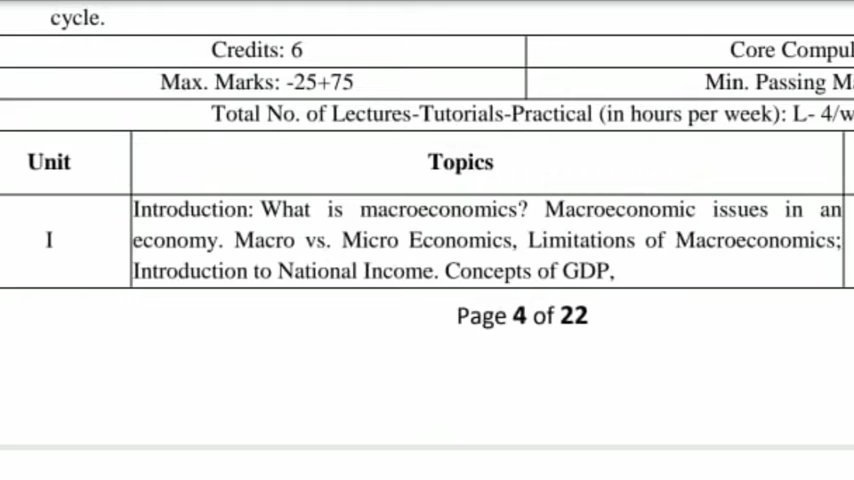 cycle.
Credits: 6
Core Compul
Max. Marks: -25+75
Min. Passing M
Total No. of Lectures-Tutorials-Practical (in hours per week): L- 4/w
Unit
Topics
I
Introduction: What is macroeconomics? Macroeconomic issues in an
economy. Macro vs. Micro Economics, Limitations of Macroeconomics;
Introduction to National Income. Concepts of GDP,
Page 4 of 22